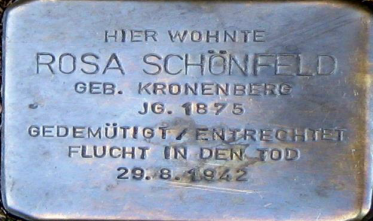 HIER WOHNTE
ROSA SCHÖNFELD
GEB. KRONENBERG
JG. 1875
GEDEMÜTIGT / ENTRECHTET
FLUCHT IN DEN TOD
29. 8. 1942